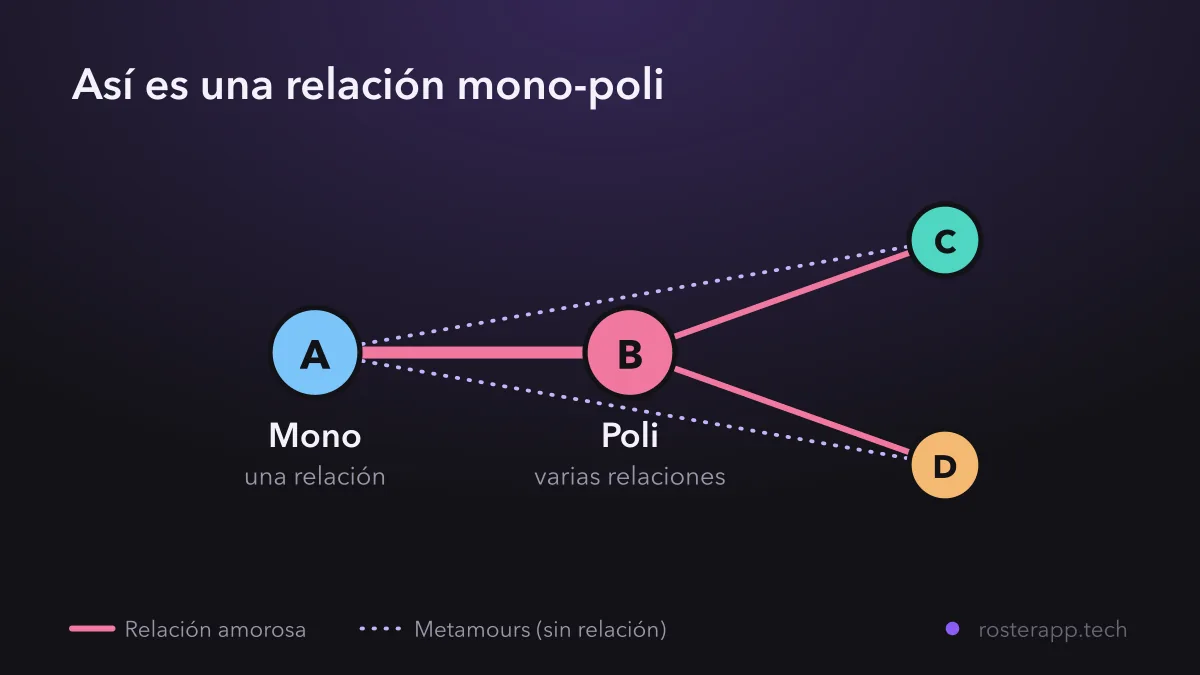 Así es una relación mono-poli
C
A
B
Mono
Poli
una relación
varias relaciones
D
Relación amorosa
Metamours (sin relación)
rosterapp.tech